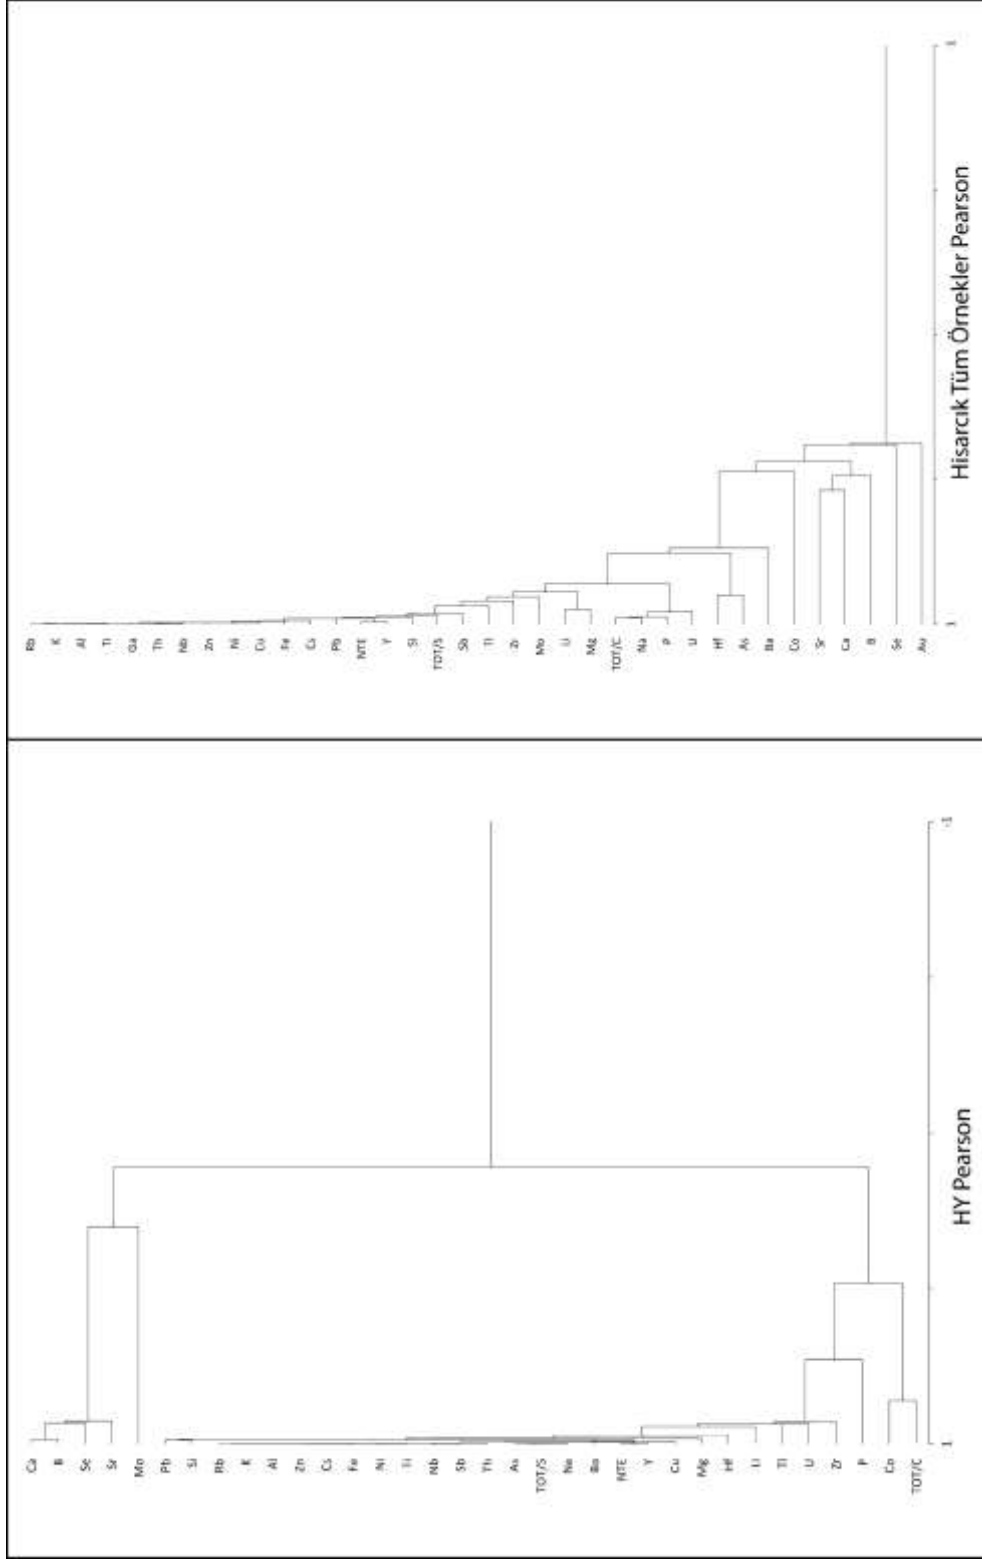 Rb
K
Al
Ti
Ga
Th
Nb
Zn
Ni
Cu
Fe
Cs
Pb
NTE
Y
Si
TOT/S
Sb
Tl
Zr
Mo
Li
Mg
TOT/C
Na
P
U
Hf
As
Ba
Co
Sr
Ca
B
Se
Au
1
1
Hisarcık Tüm Örnekler Pearson
Ca
B
Se
Sr
Mo
Pb
Si
Rb
K
Al
Zn
Cs
Fe
Ni
Ti
Nb
Sb
Th
As
TOT/S
Na
Ba
NTE
Y
Cu
Mg
Hf
Li
Tl
U
Zr
P
Co
TOT/C
1
-1
HY Pearson